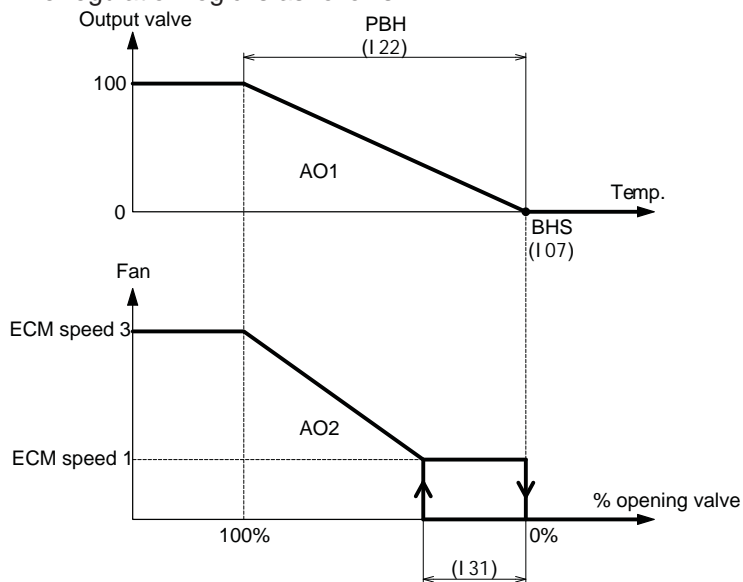 Output valve
PBH
(I 22)
100
AO1
Temp.
0
BHS
(I 07)
Fan
ECM speed 3
AO2
ECM speed 1
% opening valve
100%
0%
(I 31)